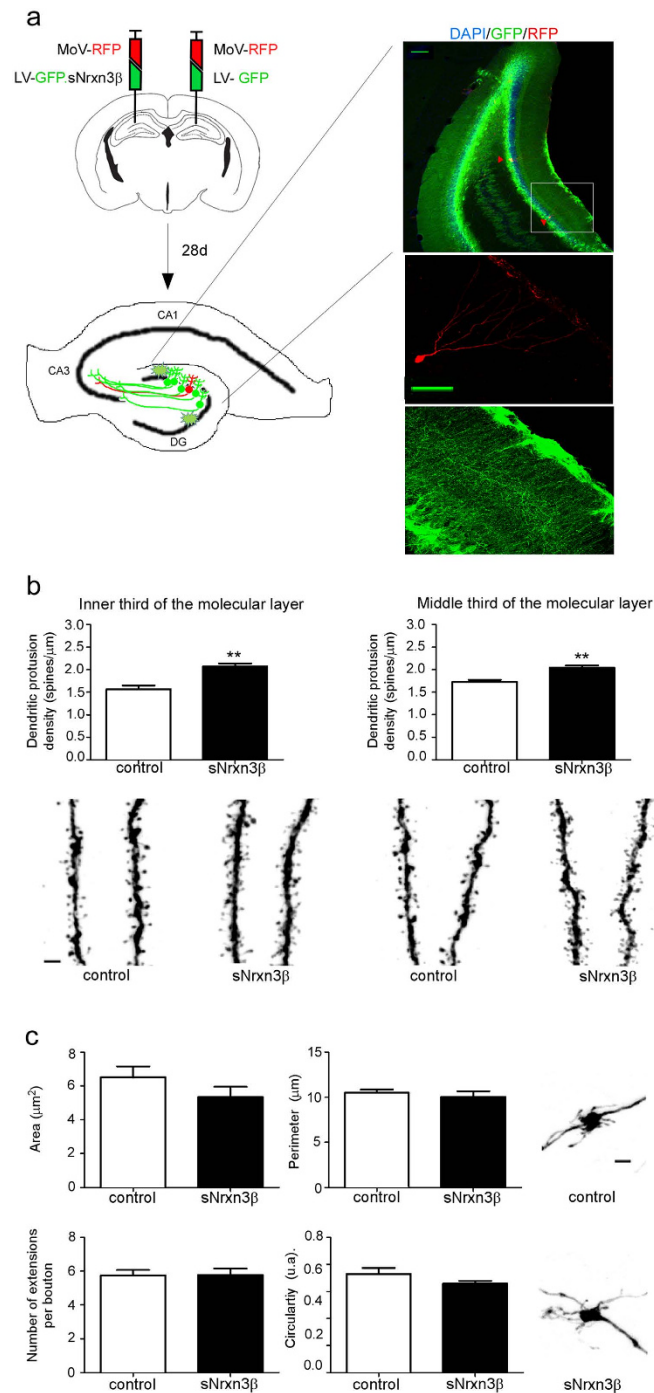 a
MoV-RFP MoV-RFP
LV-GFP.sNrxn3β LV- GFP
28d
CA1
CA3
DG
DAPI/GFP/RFP
b
Inner third of the molecular layer
Dendritic protusion
density (spines/μm)
3.0
2.5
2.0
1.5
1.0
0.5
0.0
**
control sNrxn3β
Middle third of the molecular layer
Dendritic protusion
density (spines/μm)
3.0
2.5
2.0
1.5
1.0
0.5
0.0
**
control sNrxn3β
control sNrxn3β control sNrxn3β
c
Area (μm²)
8
6
4
2
0
control sNrxn3β
Perimeter (μm)
15
10
5
0
control sNrxn3β
control
Number of extensions
per bouton
8
6
4
2
0
control sNrxn3β
Circulartiy (u.a).
0.8
0.6
0.4
0.2
0.0
control sNrxn3β
sNrxn3β